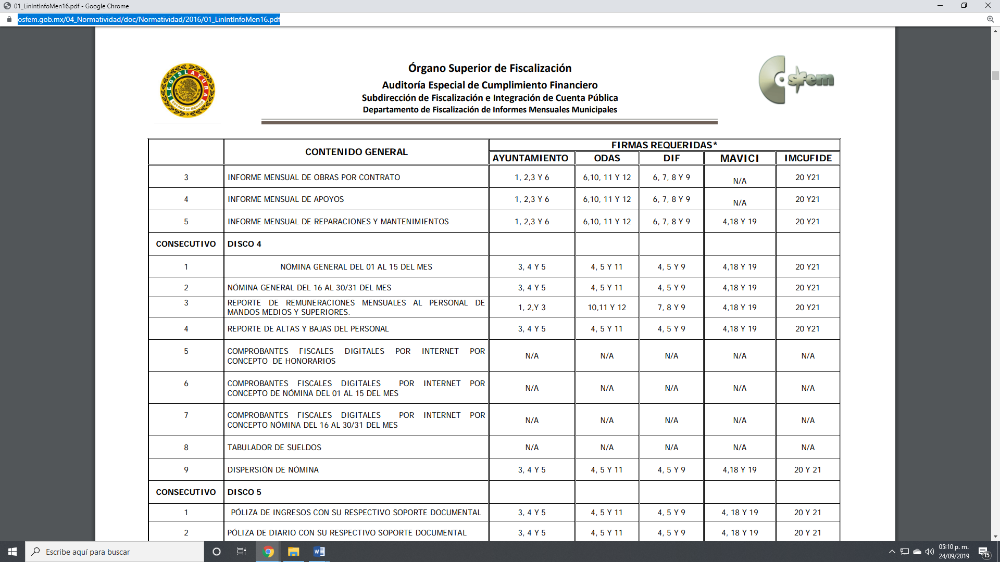 01_LinIntInfoMen16.pdf - Google Chrome
osfem.gob.mx/04_Normatividad/doc/Normatividad/2016/01_LinIntInfoMen16.pdf
LEGISLATURA
ESTADO DE MEXICO
Órgano Superior de Fiscalización
Auditoría Especial de Cumplimiento Financiero
Subdirección de Fiscalización e Integración de Cuenta Pública
Departamento de Fiscalización de Informes Mensuales Municipales
osfem
CONTENIDO GENERAL
FIRMAS REQUERIDAS*
AYUNTAMIENTO ODAS DIF MAVICI IMCUFIDE
3 INFORME MENSUAL DE OBRAS POR CONTRATO 1, 2,3 Y 6 6,10, 11 Y 12 6, 7, 8 Y 9 N/A 20 Y21
4 INFORME MENSUAL DE APOYOS 1, 2,3 Y 6 6,10, 11 Y 12 6, 7, 8 Y 9 N/A 20 Y21
5 INFORME MENSUAL DE REPARACIONES Y MANTENIMIENTOS 1, 2,3 Y 6 6,10, 11 Y 12 6, 7, 8 Y 9 4,18 Y 19 20 Y21
CONSECUTIVO DISCO 4
1 NÓMINA GENERAL DEL 01 AL 15 DEL MES 3, 4 Y 5 4, 5 Y 11 4, 5 Y 9 4,18 Y 19 20 Y21
2 NÓMINA GENERAL DEL 16 AL 30/31 DEL MES 3, 4 Y 5 4, 5 Y 11 4, 5 Y 9 4,18 Y 19 20 Y21
3 REPORTE DE REMUNERACIONES MENSUALES AL PERSONAL DE
MANDOS MEDIOS Y SUPERIORES. 1, 2,Y 3 10,11 Y 12 7, 8 Y 9 4,18 Y 19 20 Y21
4 REPORTE DE ALTAS Y BAJAS DEL PERSONAL 3, 4 Y 5 4, 5 Y 11 4, 5 Y 9 4,18 Y 19 20 Y21
5 COMPROBANTES FISCALES DIGITALES POR INTERNET POR
CONCEPTO DE HONORARIOS N/A N/A N/A N/A N/A
6 COMPROBANTES FISCALES DIGITALES POR INTERNET POR
CONCEPTO DE NÓMINA DEL 01 AL 15 DEL MES N/A N/A N/A N/A N/A
7 COMPROBANTES FISCALES DIGITALES POR INTERNET POR
CONCEPTO NÓMINA DEL 16 AL 30/31 DEL MES N/A N/A N/A N/A N/A
8 TABULADOR DE SUELDOS N/A N/A N/A N/A N/A
9 DISPERSIÓN DE NÓMINA 3, 4 Y 5 4, 5 Y 11 4, 5 Y 9 4,18 Y 19 20 Y 21
CONSECUTIVO DISCO 5
1 PÓLIZA DE INGRESOS CON SU RESPECTIVO SOPORTE DOCUMENTAL 3, 4 Y 5 4, 5 Y 11 4, 5 Y 9 4, 18 Y 19 20 Y 21
2 PÓLIZA DE DIARIO CON SU RESPECTIVO SOPORTE DOCUMENTAL 3, 4 Y 5 4, 5 Y 11 4, 5 Y 9 4, 18 Y 19 20 Y 21
Escribe aquí para buscar
05:10 p. m.
24/09/2019
15